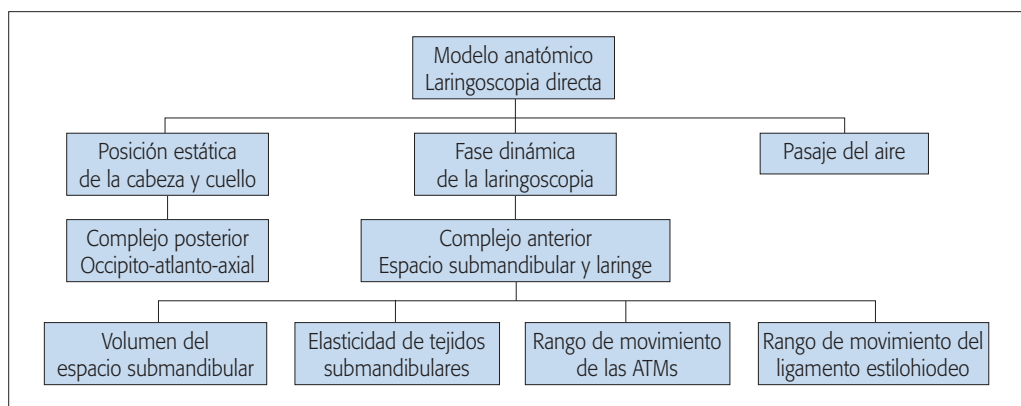 Modelo anatómico
Laringoscopia directa
Posición estática
de la cabeza y cuello
Fase dinámica
de la laringoscopia
Pasaje del aire
Complejo posterior
Occipito-atlanto-axial
Complejo anterior
Espacio submandibular y laringe
Volumen del
espacio submandibular
Elasticidad de tejidos
submandibulares
Rango de movimiento
de las ATMs
Rango de movimiento del
ligamento estilohiodeo